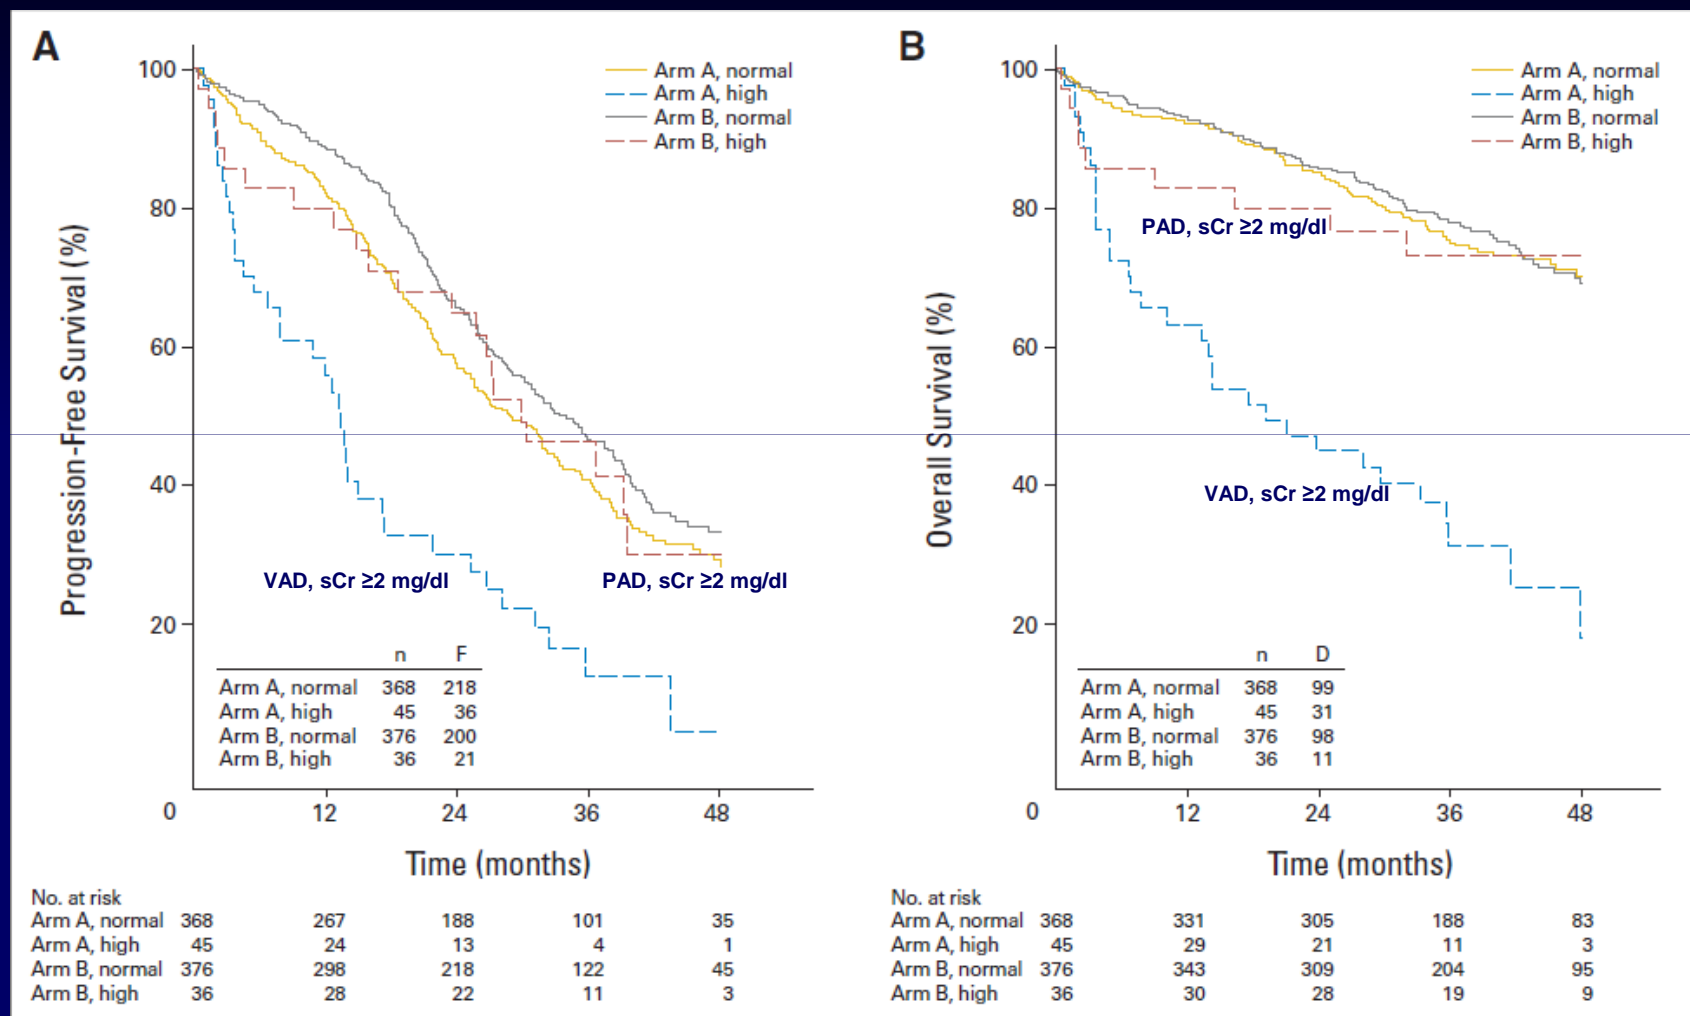 A
Progression-Free Survival (%)
100
80
60
40
20
0
12 24 36 48
Time (months)
Arm A, normal
Arm A, high
Arm B, normal
Arm B, high
VAD, sCr ≥2 mg/dl
PAD, sCr ≥2 mg/dl
n F
Arm A, normal 368 218
Arm A, high 45 36
Arm B, normal 376 200
Arm B, high 36 21
No. at risk
Arm A, normal 368 267 188 101 35
Arm A, high 45 24 13 4 1
Arm B, normal 376 298 218 122 45
Arm B, high 36 28 22 11 3
B
Overall Survival (%)
100
80
60
40
20
0
12 24 36 48
Time (months)
Arm A, normal
Arm A, high
Arm B, normal
Arm B, high
PAD, sCr ≥2 mg/dl
VAD, sCr ≥2 mg/dl
n D
Arm A, normal 368 99
Arm A, high 45 31
Arm B, normal 376 98
Arm B, high 36 11
No. at risk
Arm A, normal 368 331 305 188 83
Arm A, high 45 29 21 11 3
Arm B, normal 376 343 309 204 95
Arm B, high 36 30 28 19 9